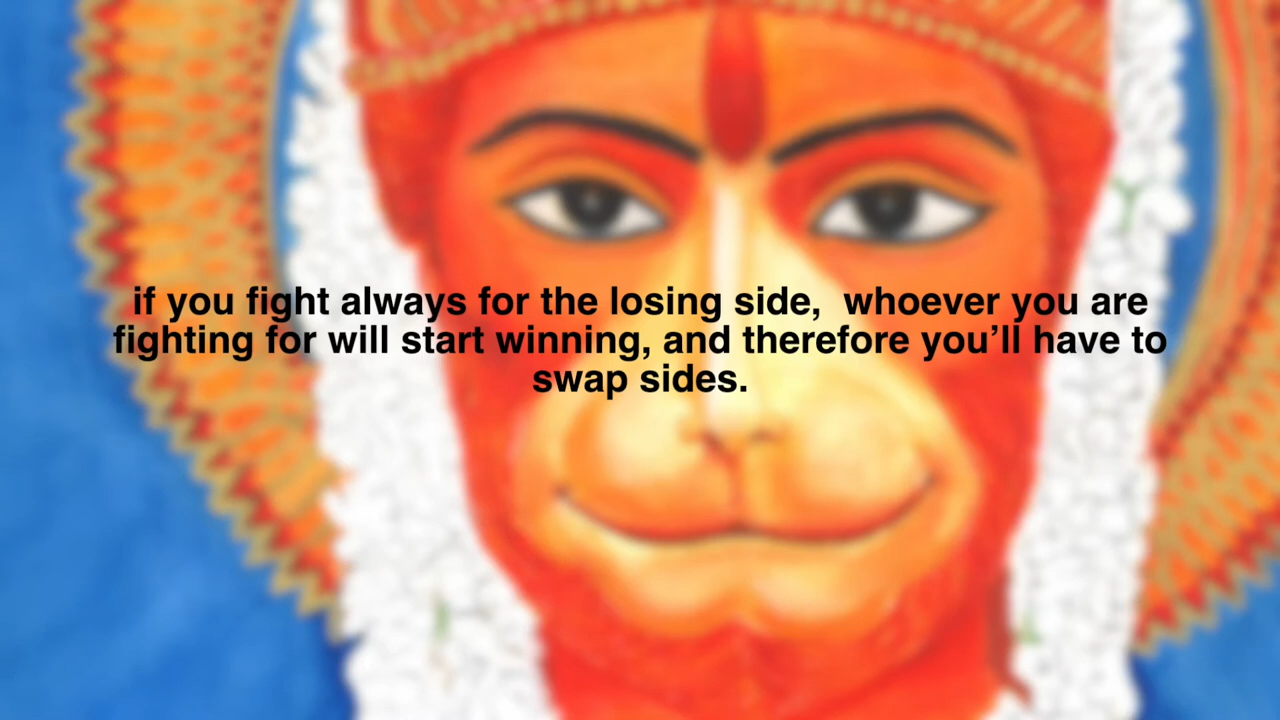 if you fight always for the losing side,  whoever you are
fighting for will start winning, and therefore you’ll have to
swap sides.